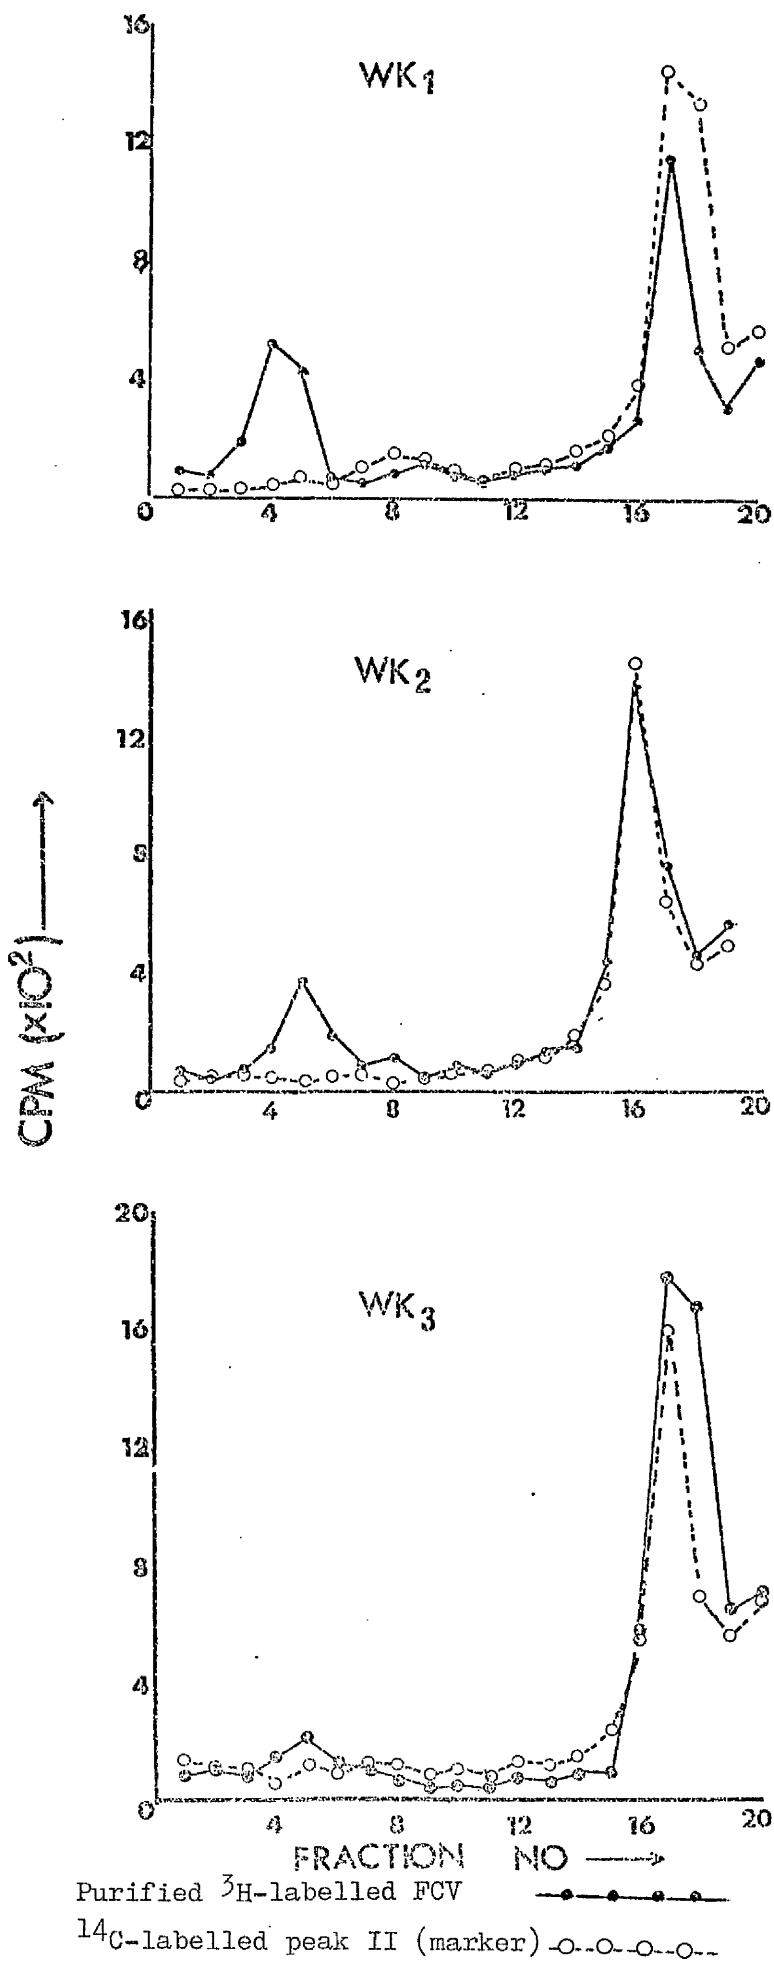 16
WK1
12
8
4
0 4 8 12 16 20
16
WK2
12
8
4
0 4 8 12 16 20
CPM (x10²)
20
WK3
16
12
8
4
0 4 8 12 16 20
FRACTION NO
Purified ³H-labelled FCV
¹⁴C-labelled peak II (marker)